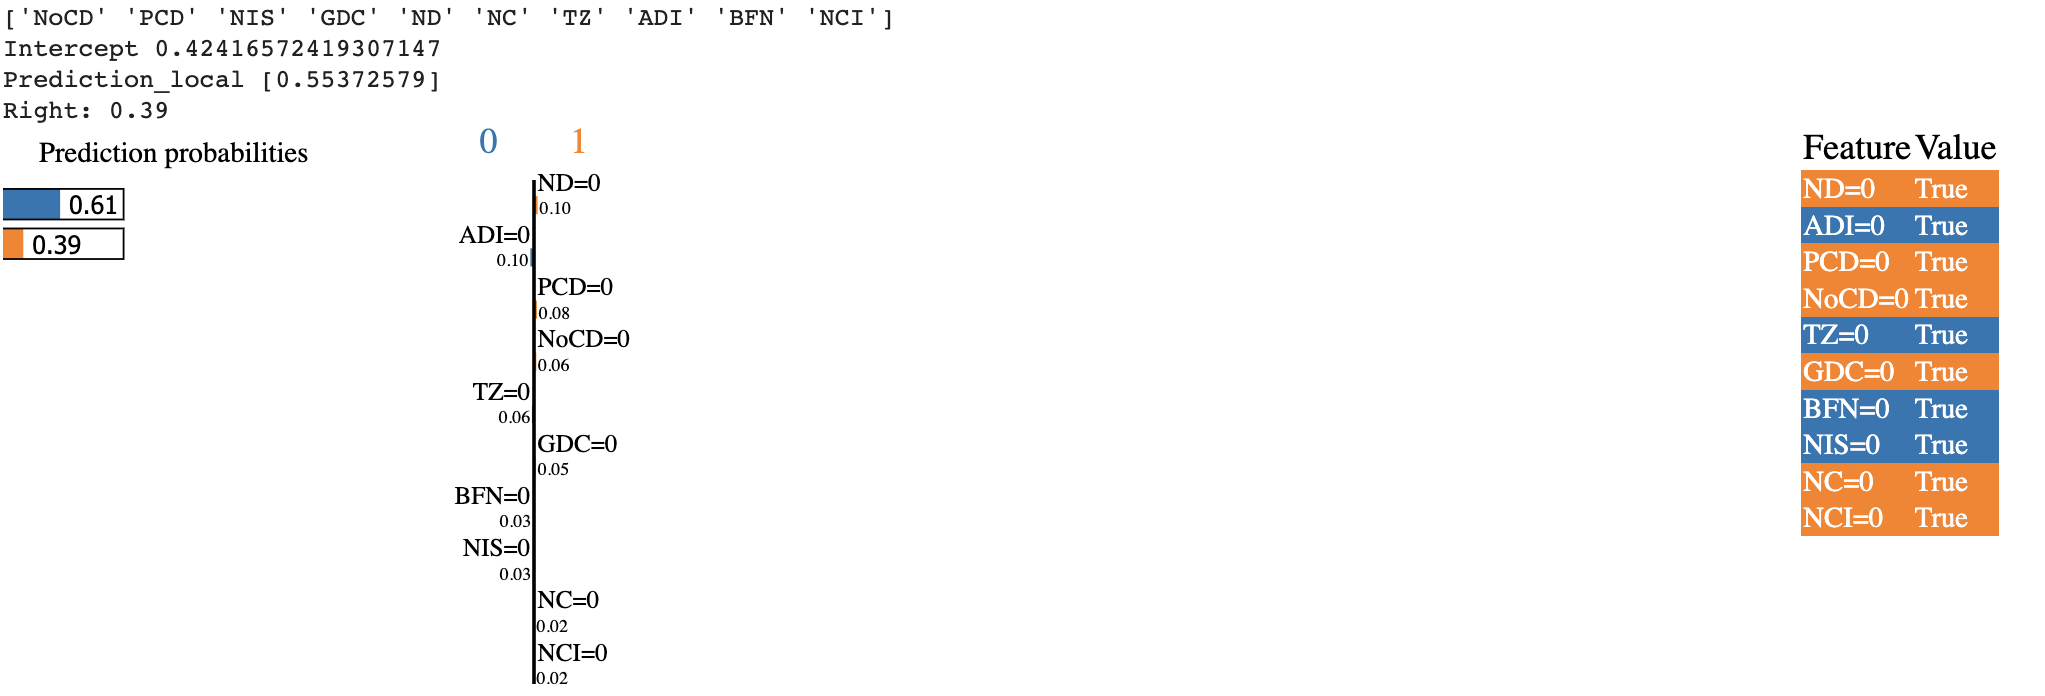 ['NoCD' 'PCD' 'NIS' 'GDC' 'ND' 'NC' 'TZ' 'ADI' 'BFN' 'NCI']
Intercept 0.42416572419307147
Prediction_local [0.55372579]
Right: 0.39
Prediction probabilities
0.61
0.39
0 1
ND=0
0.10
ADI=0
0.10
PCD=0
0.08
NoCD=0
0.06
TZ=0
0.06
GDC=0
0.05
BFN=0
0.03
NIS=0
0.03
NC=0
0.02
NCI=0
0.02
Feature Value
ND=0 True
ADI=0 True
PCD=0 True
NoCD=0 True
TZ=0 True
GDC=0 True
BFN=0 True
NIS=0 True
NC=0 True
NCI=0 True